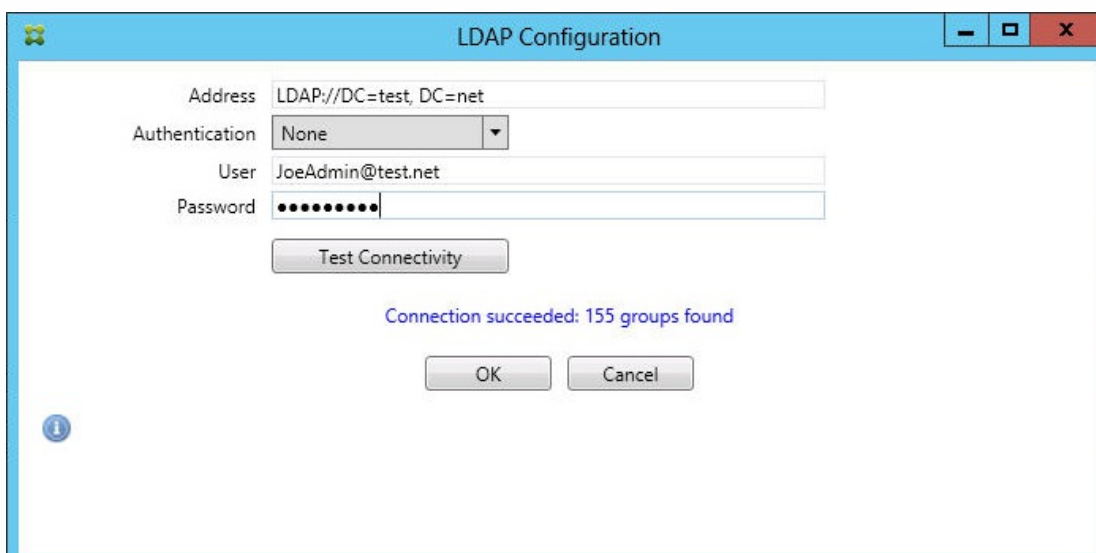 LDAP Configuration
Address LDAP://DC=test, DC=net
Authentication None
User JoeAdmin@test.net
Password ●●●●●●●●●
Test Connectivity
Connection succeeded: 155 groups found
OK Cancel